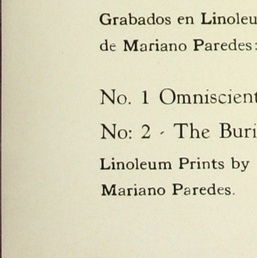 Grabados en Linoleu
de Mariano Paredes:
No. 1 Omniscient
No: 2 - The Buri
Linoleum Prints by
Mariano Paredes.